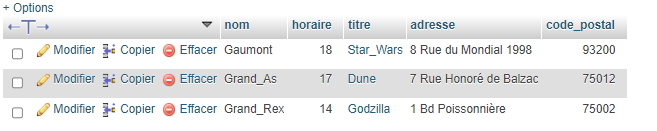 + Options
←T→ nom horaire titre adresse code_postal
Modifier Copier Effacer Gaumont 18 Star_Wars 8 Rue du Mondial 1998 93200
Modifier Copier Effacer Grand_As 17 Dune 7 Rue Honoré de Balzac 75012
Modifier Copier Effacer Grand_Rex 14 Godzilla 1 Bd Poissonnière 75002